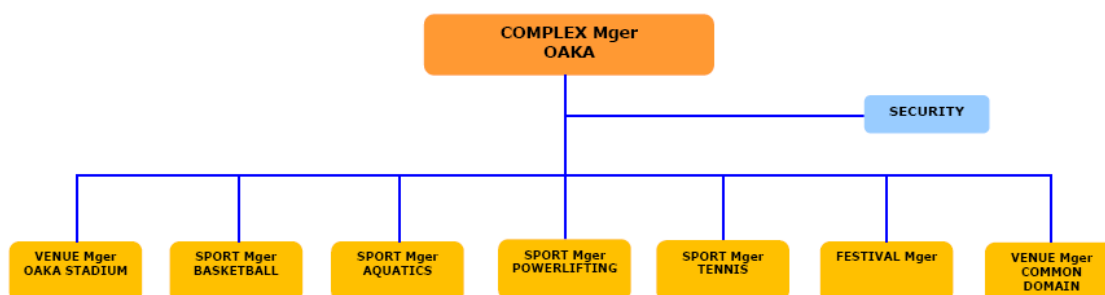 COMPLEX Mger
OAKA
SECURITY
VENUE Mger
OAKA STADIUM
SPORT Mger
BASKETBALL
SPORT Mger
AQUATICS
SPORT Mger
POWERLIFTING
SPORT Mger
TENNIS
FESTIVAL Mger
VENUE Mger
COMMON
DOMAIN